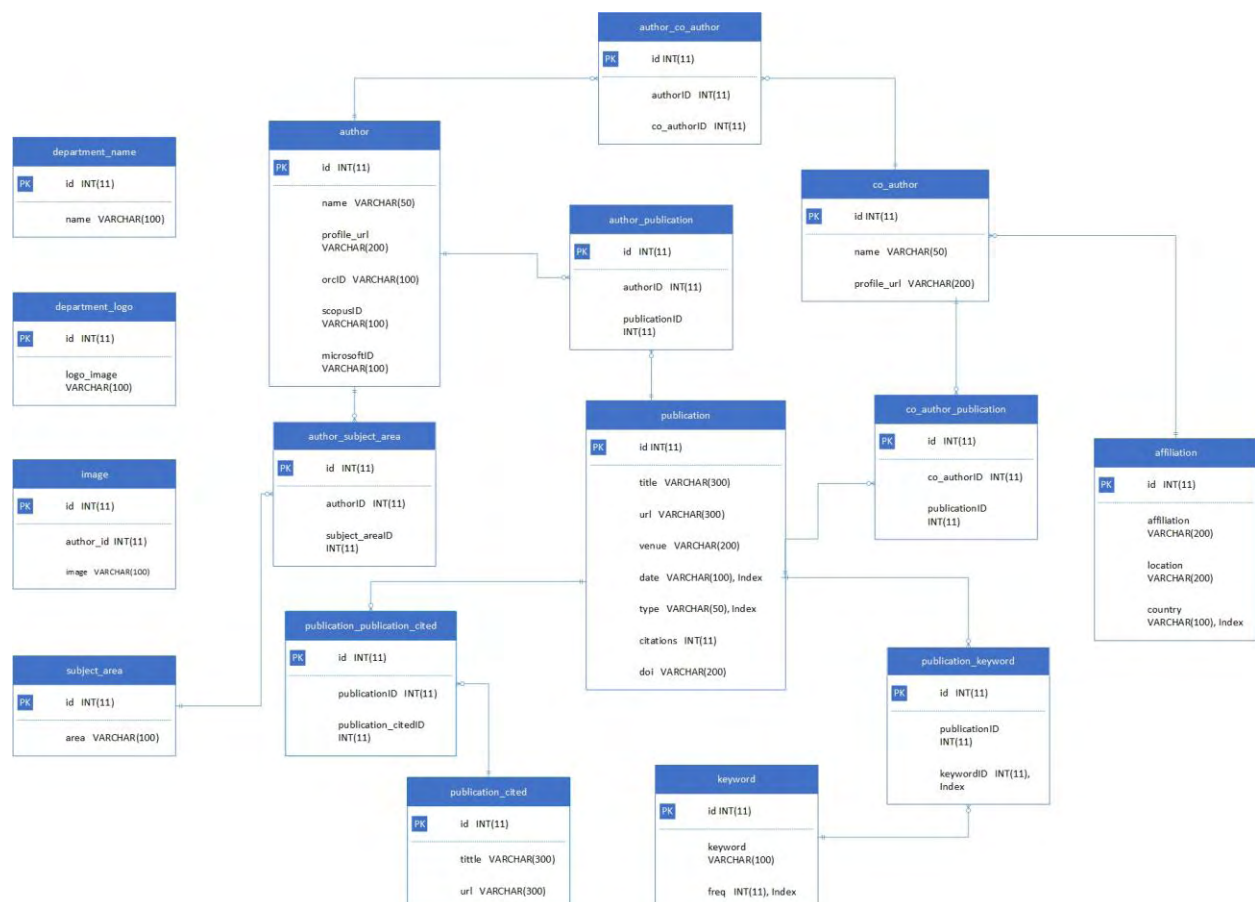 author_co_author
PK id INT(11)
authorID INT(11)
co_authorID INT(11)
author
PK id INT(11)
name VARCHAR(50)
profile_url
VARCHAR(200)
orcID VARCHAR(100)
scopusID
VARCHAR(100)
microsoftID
VARCHAR(100)
department_name
PK id INT(11)
name VARCHAR(100)
co_author
PK id INT(11)
name VARCHAR(50)
profile_url VARCHAR(200)
author_publication
PK id INT(11)
authorID INT(11)
publicationID
INT(11)
department_logo
PK id INT(11)
logo_image
VARCHAR(100)
publication
PK id INT(11)
title VARCHAR(300)
url VARCHAR(300)
venue VARCHAR(200)
date VARCHAR(100), Index
type VARCHAR(50), Index
citations INT(11)
doi VARCHAR(200)
co_author_publication
PK id INT(11)
co_authorID INT(11)
publicationID
INT(11)
author_subject_area
PK id INT(11)
authorID INT(11)
subject_areaID
INT(11)
affiliation
PK id INT(11)
affiliation
VARCHAR(200)
location
VARCHAR(200)
country
VARCHAR(100), Index
image
PK id INT(11)
author_id INT(11)
image VARCHAR(100)
publication_publication_cited
PK id INT(11)
publicationID INT(11)
publication_citedID
INT(11)
publication_keyword
PK id INT(11)
publicationID
INT(11)
keywordID INT(11),
Index
subject_area
PK id INT(11)
area VARCHAR(100)
publication_cited
PK id INT(11)
tittle VARCHAR(300)
url VARCHAR(300)
keyword
PK id INT(11)
keyword
VARCHAR(100)
freq INT(11), Index